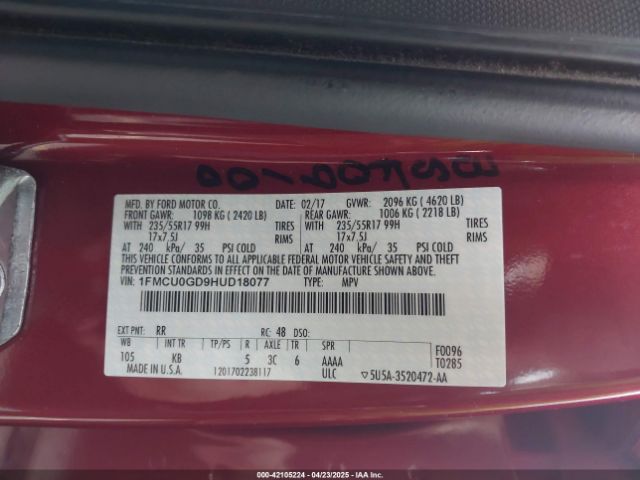 MFD. BY FORD MOTOR CO. 02/17 GVWR: 2096 KG ( 4620 LB)
FRONT GAWR: 1098 KG ( 2420 LB) REAR GAWR: 1006 KG ( 2218 LB)
WITH 235/55R17 99H TIRES WITH 235/55R17 99H TIRES
17x7.5J RIMS 17x7.5J RIMS
AT 240 kPa/ 35 PSI COLD AT 240 kPa/ 35 PSI COLD
THIS VEHICLE CONFORMS TO ALL APPLICABLE FEDERAL MOTOR VEHICLE SAFETY AND BUMPER STANDARDS IN EFFECT ON THE DATE OF MANUFACTURE SHOWN ABOVE.
VIN: 1FMCU0GD9HUD18077 TYPE: MPV
EXT PNT: RR RC: 48 DSO: F0096
WB INT TR TP/PS R AXLE TR SPR T0285
105 KB 5 3C 6 AAAA
MADE IN U.S.A. 1201702238117 ULC 5U5A-3520472-AA
000-42105224 | 04/23/2025 | IAAI.COM